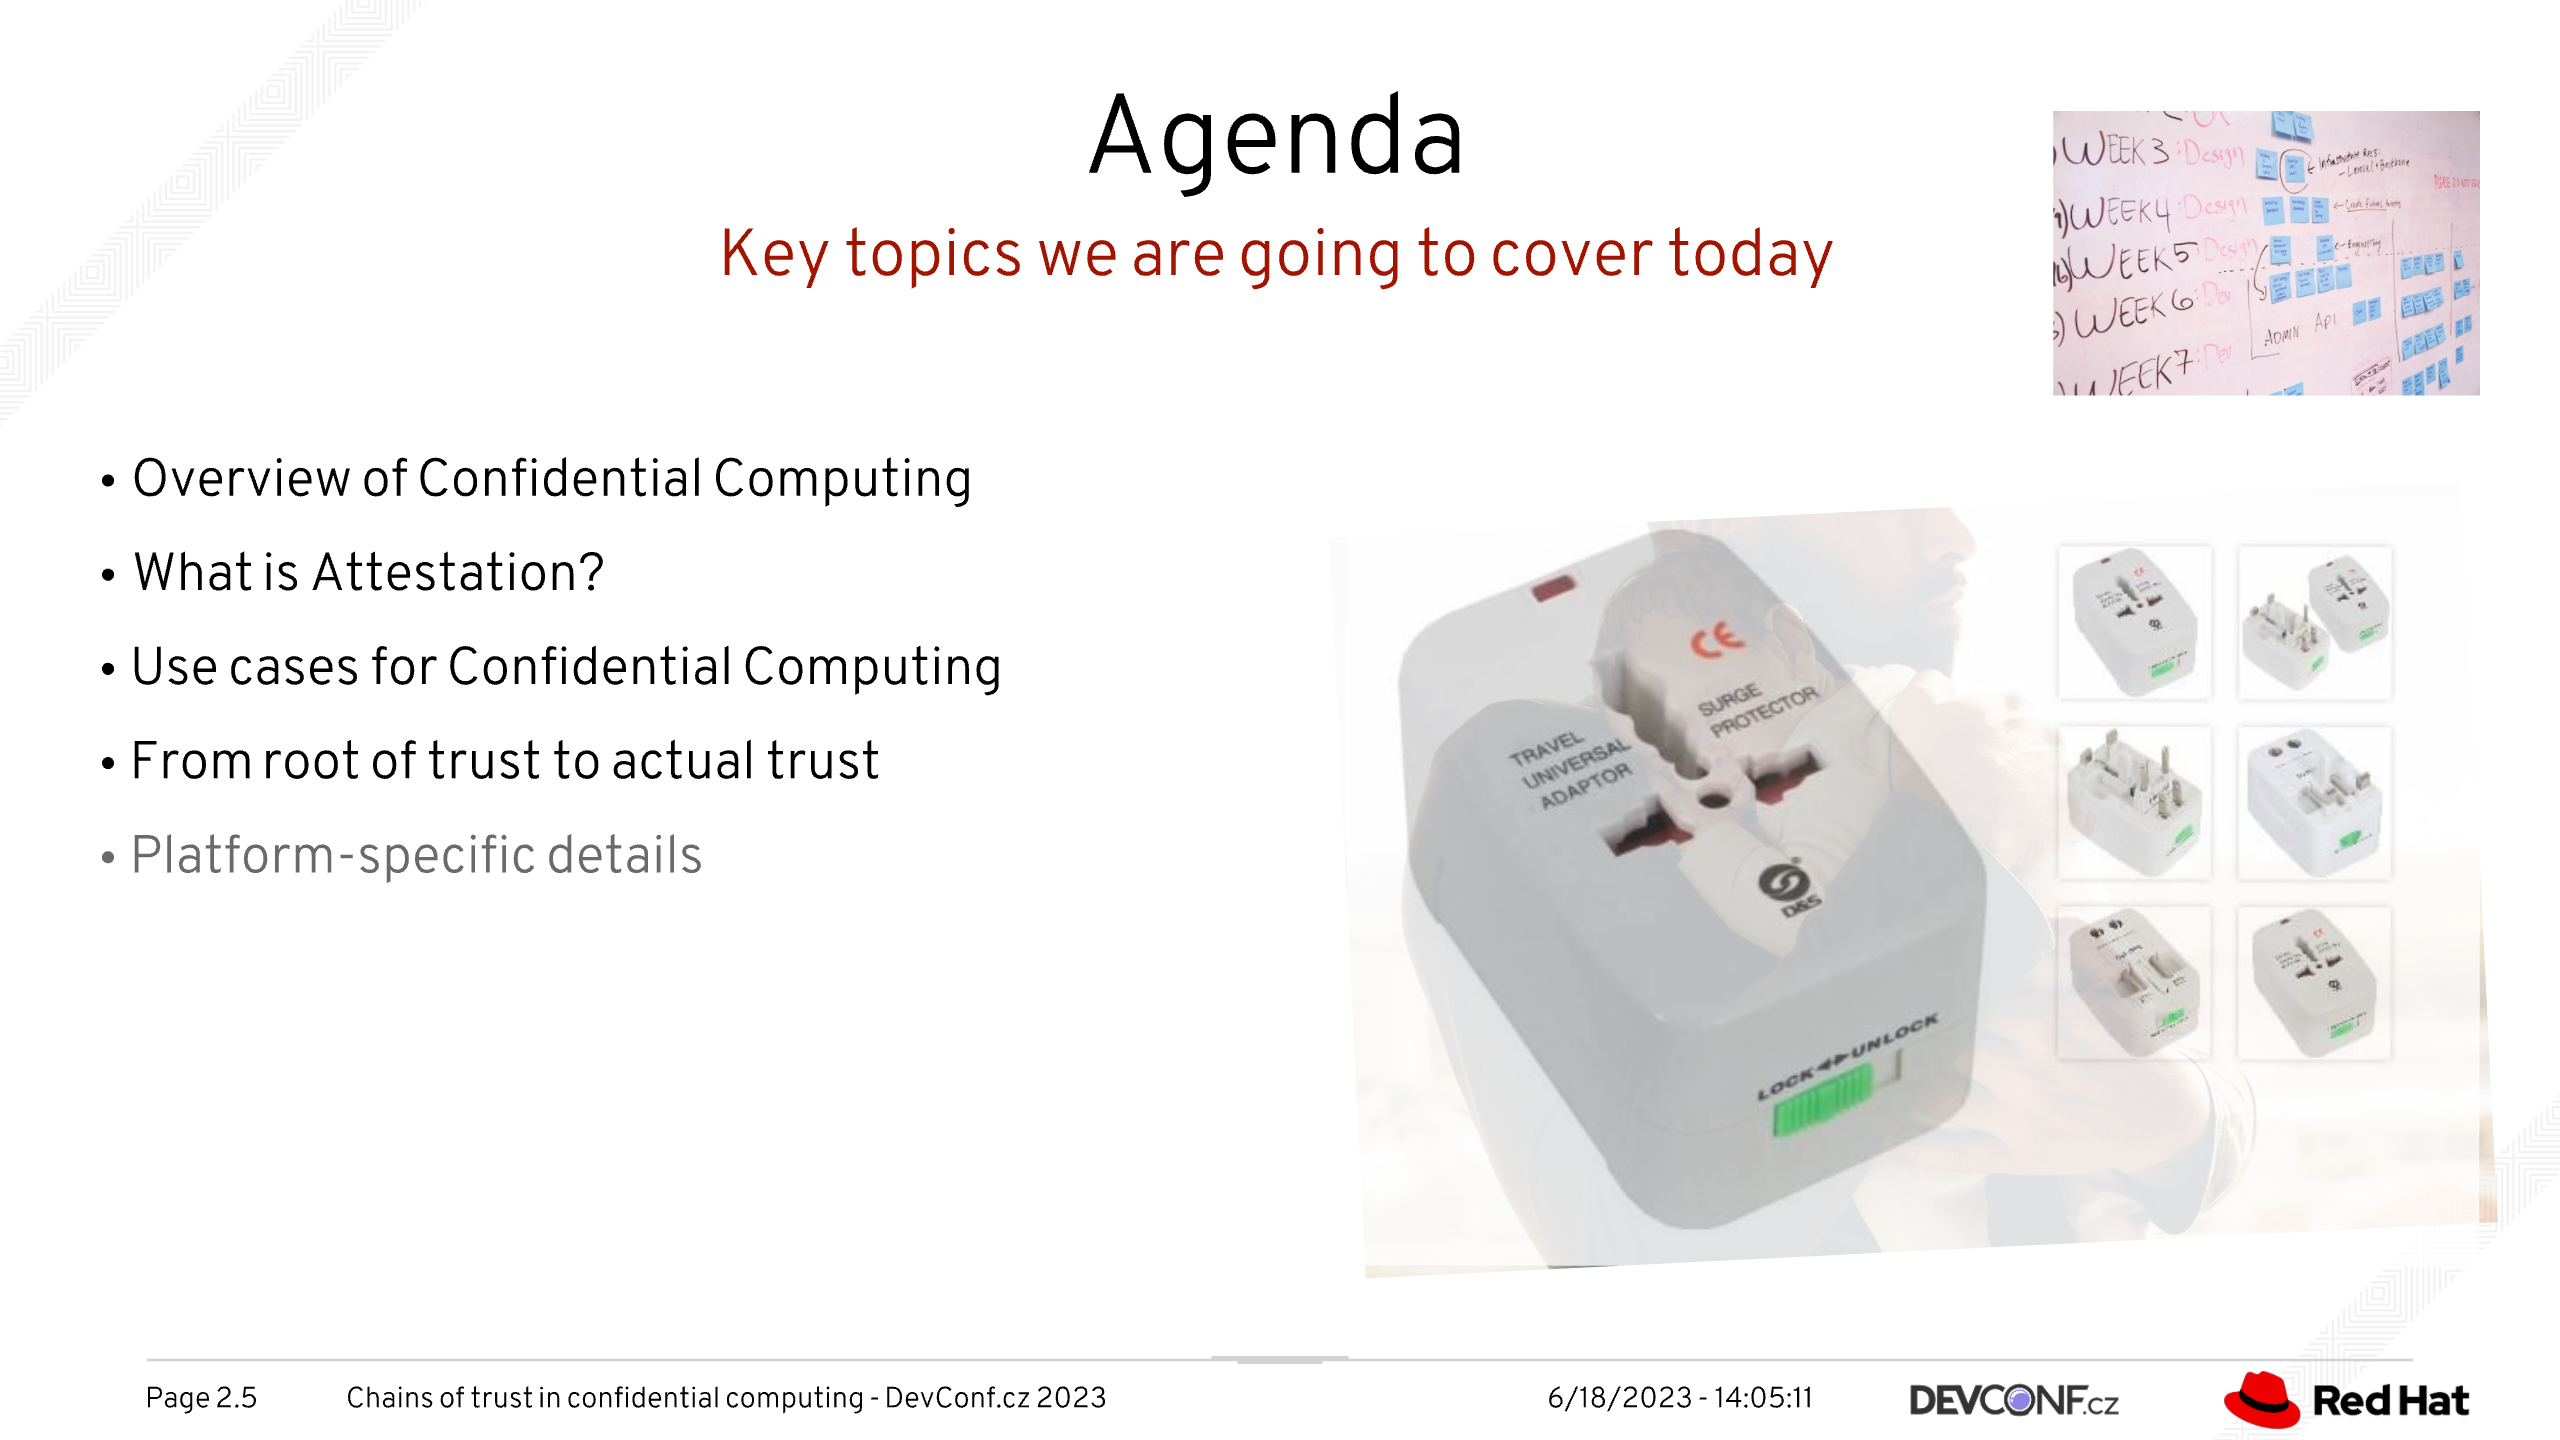 Agenda
Key topics we are going to cover today
WEEK 3 : Design
WEEK 4 : Design
WEEK 5 : Design
WEEK 6 : Dev
WEEK 7 : Dev
Engineering
ADMIN API
• Overview of Confidential Computing
• What is Attestation?
• Use cases for Confidential Computing
• From root of trust to actual trust
• Platform-specific details
CE
SURGE
PROTECTOR
TRAVEL
UNIVERSAL
ADAPTOR
D&S
LOCK UNLOCK
Page 2.5 Chains of trust in confidential computing - DevConf.cz 2023 6/18/2023 - 14:05:11 DEVCONF.cz Red Hat